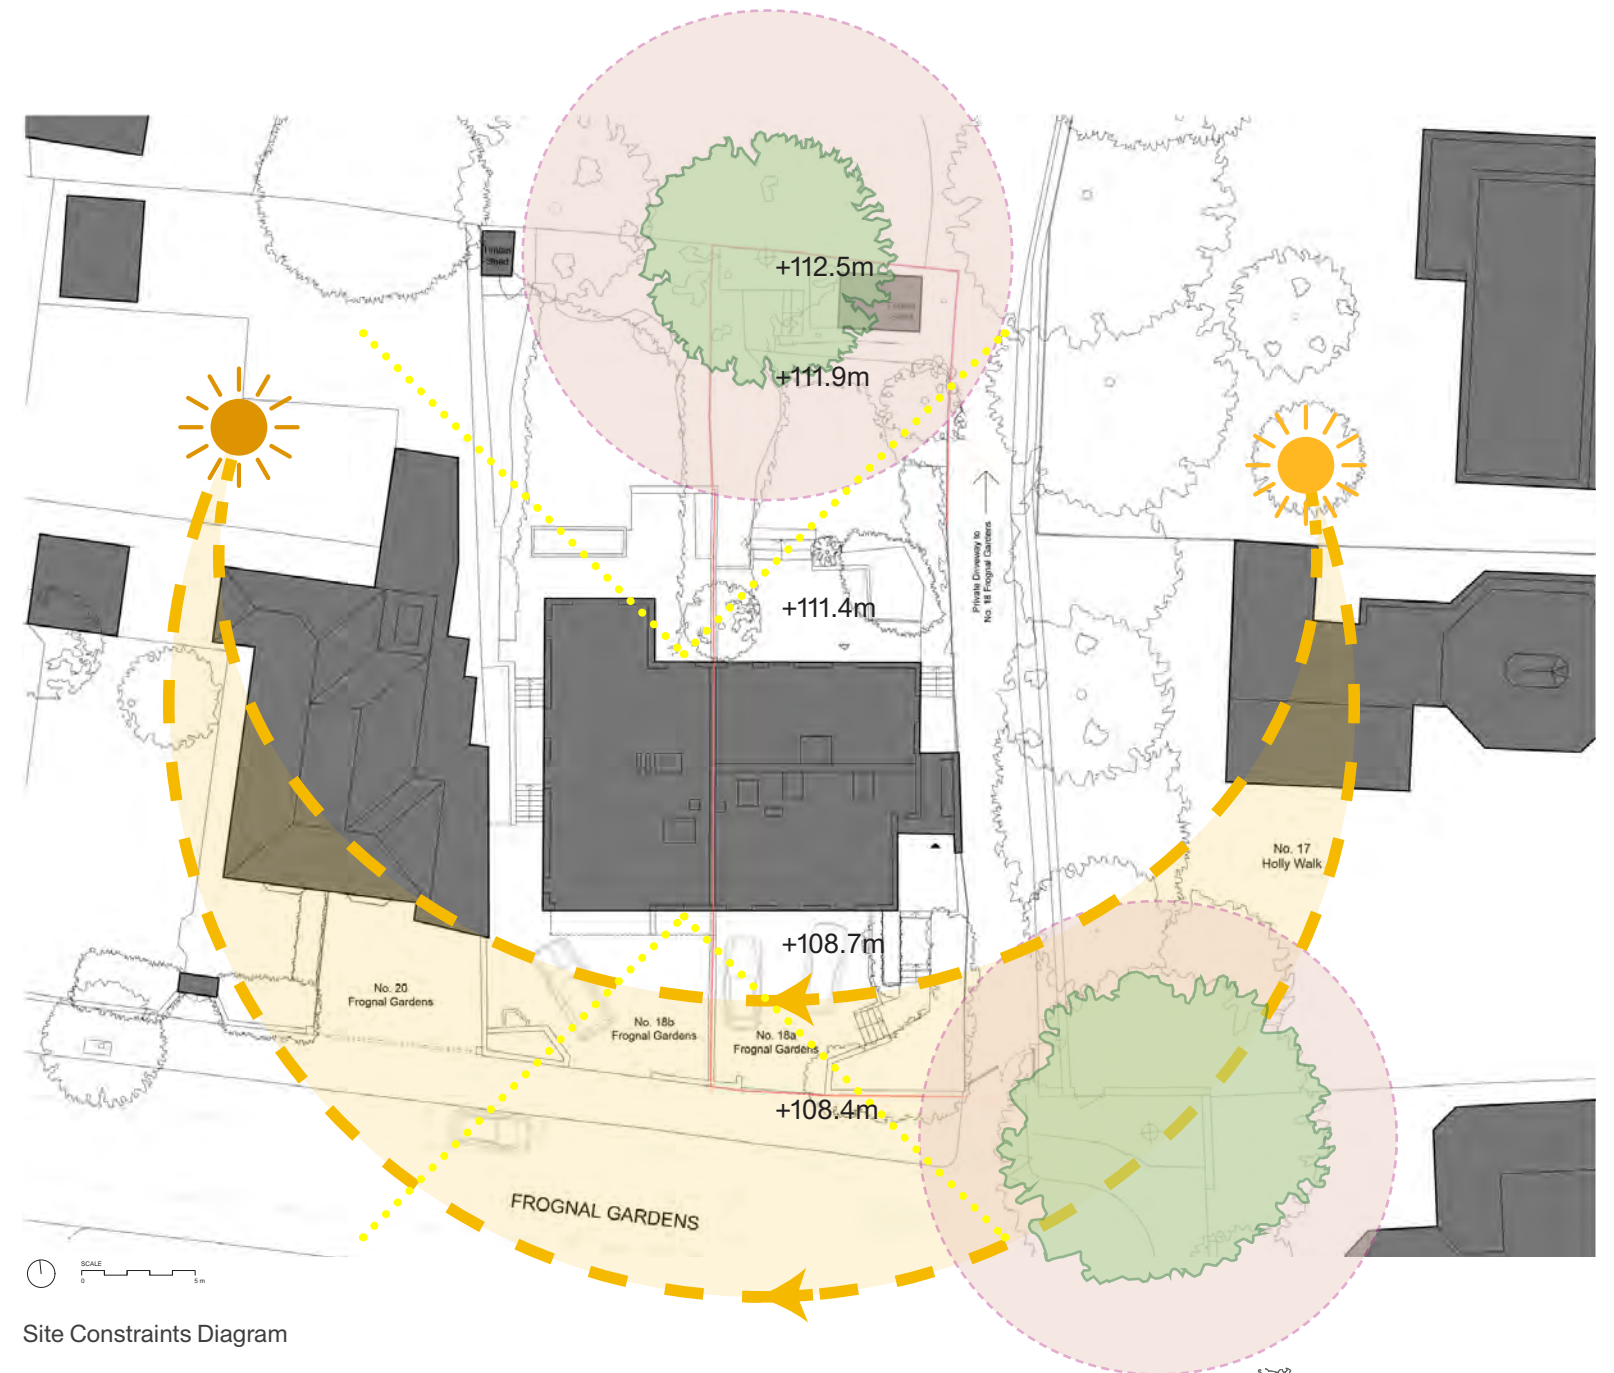 +112.5m
+111.9m
Private Driveway to
No. 18 Frognal Gardens
+111.4m
No. 17
Holly Walk
+108.7m
No. 20
Frognal Gardens
No. 18b
Frognal Gardens
No. 18a
Frognal Gardens
+108.4m
FROGNAL GARDENS
SCALE
0 5 m
Site Constraints Diagram